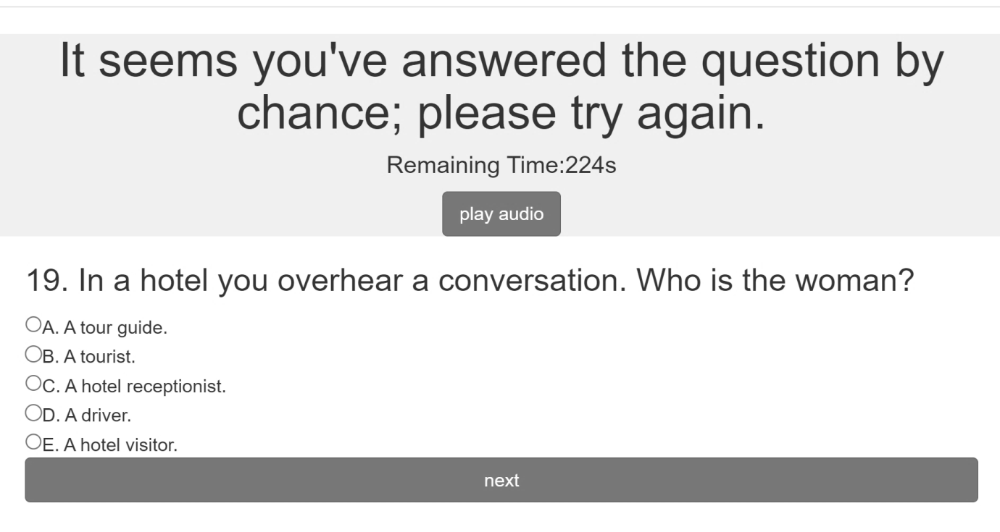 It seems you've answered the question by
chance; please try again.
Remaining Time:224s
play audio
19. In a hotel you overhear a conversation. Who is the woman?
A. A tour guide.
B. A tourist.
C. A hotel receptionist.
D. A driver.
E. A hotel visitor.
next